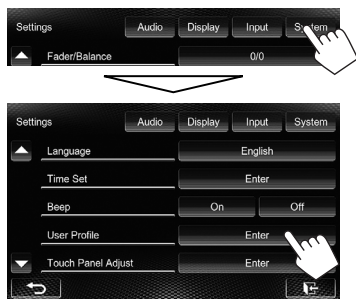 Settings Audio Display Input System
Fader/Balance 0/0
Settings Audio Display Input System
Language English
Time Set Enter
Beep On Off
User Profile Enter
Touch Panel Adjust Enter